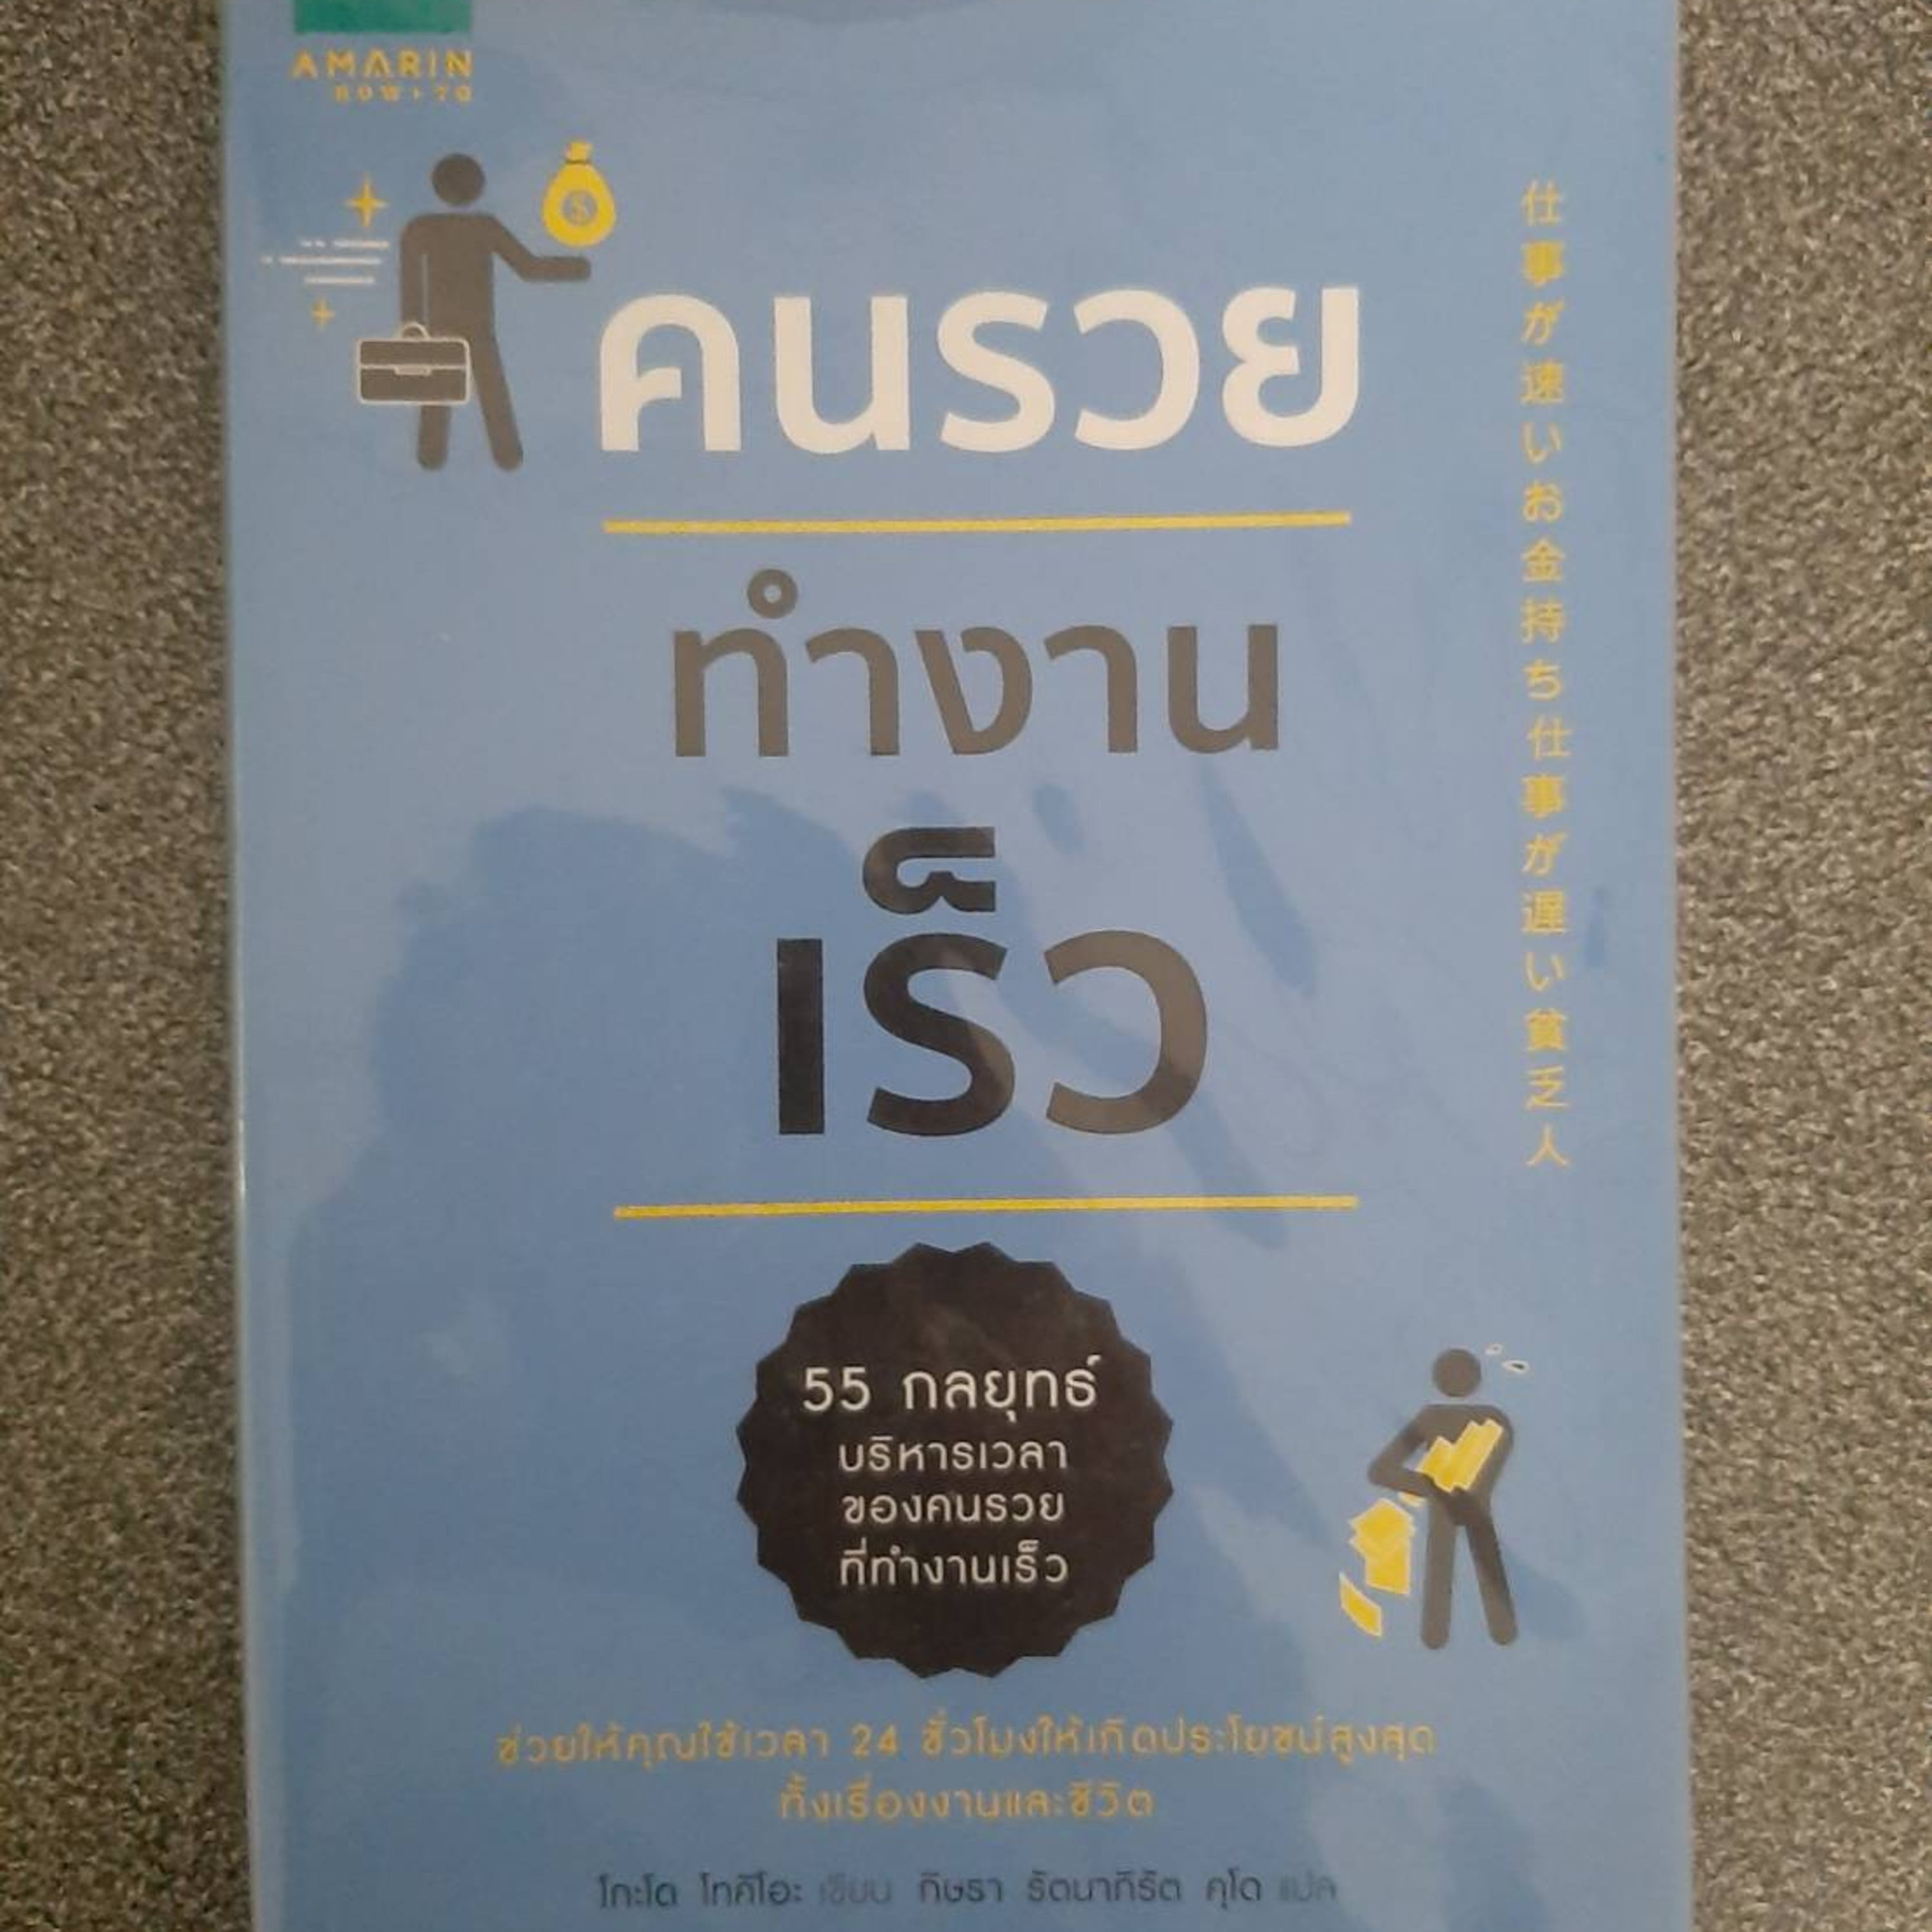 AMARIN
HOW TO
$
คนรวย
ทำงาน
เร็ว
仕事が速いお金持ち仕事が遅い貧乏人
55 กลยุทธ์
บริหารเวลา
ของคนรวย
ที่ทำงานเร็ว
ช่วยให้คุณใช้เวลา 24 ชั่วโมงให้เกิดประโยชน์สูงสุด
ทั้งเรื่องงานและชีวิต
โกะโด โทคิโอะ เขียน ทิษรา รัตนาภิรัต คุโด แปล